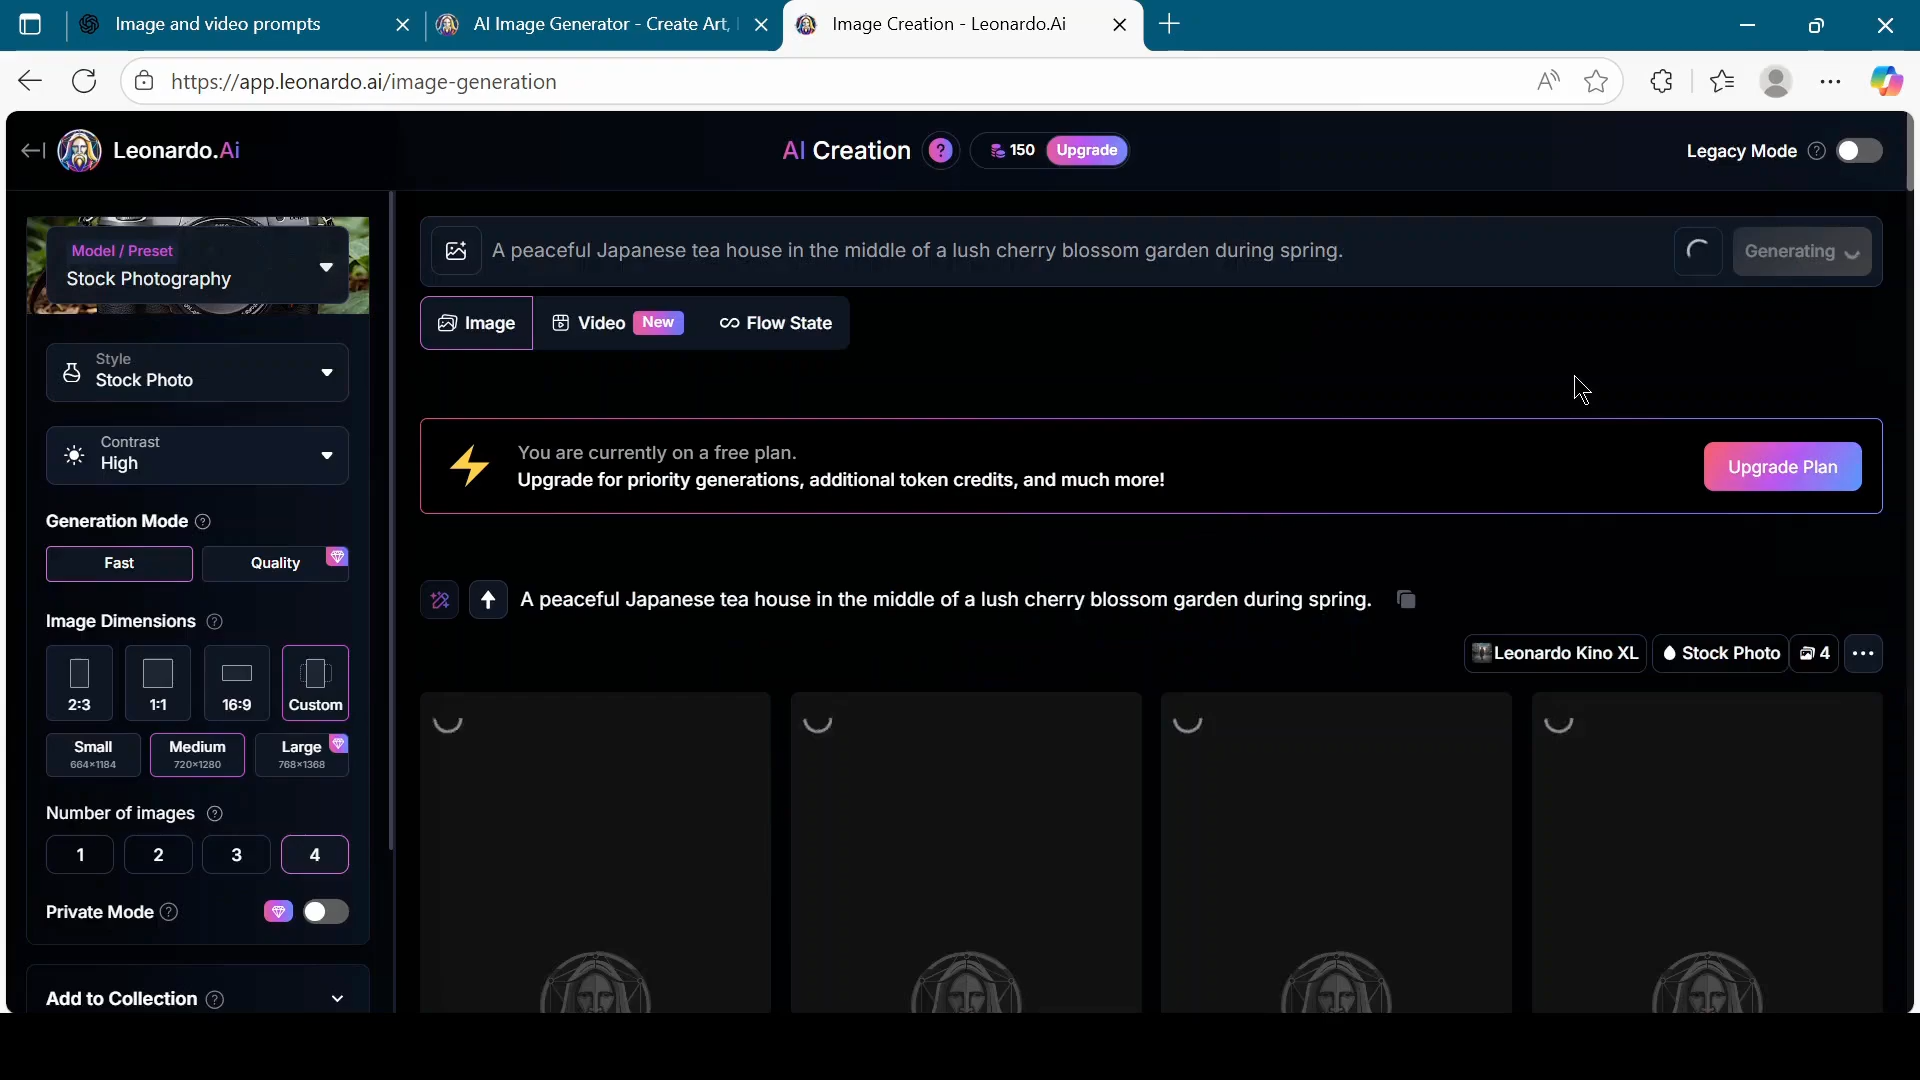 Image and video prompts
AI Image Generator - Create Art,
Image Creation - Leonardo.Ai
https://app.leonardo.ai/image-generation
Leonardo.Ai
AI Creation ? 150 Upgrade
Legacy Mode ?
Model / Preset
Stock Photography
A peaceful Japanese tea house in the middle of a lush cherry blossom garden during spring.
Generating
Image
Video New
Flow State
Style
Stock Photo
Contrast
High
You are currently on a free plan.
Upgrade for priority generations, additional token credits, and much more!
Upgrade Plan
Generation Mode ?
Fast
Quality
A peaceful Japanese tea house in the middle of a lush cherry blossom garden during spring.
Image Dimensions ?
2:3
1:1
16:9
Custom
Leonardo Kino XL
Stock Photo
4
Small
664×1184
Medium
720×1280
Large
768×1368
Number of images ?
1
2
3
4
Private Mode ?
Add to Collection ?